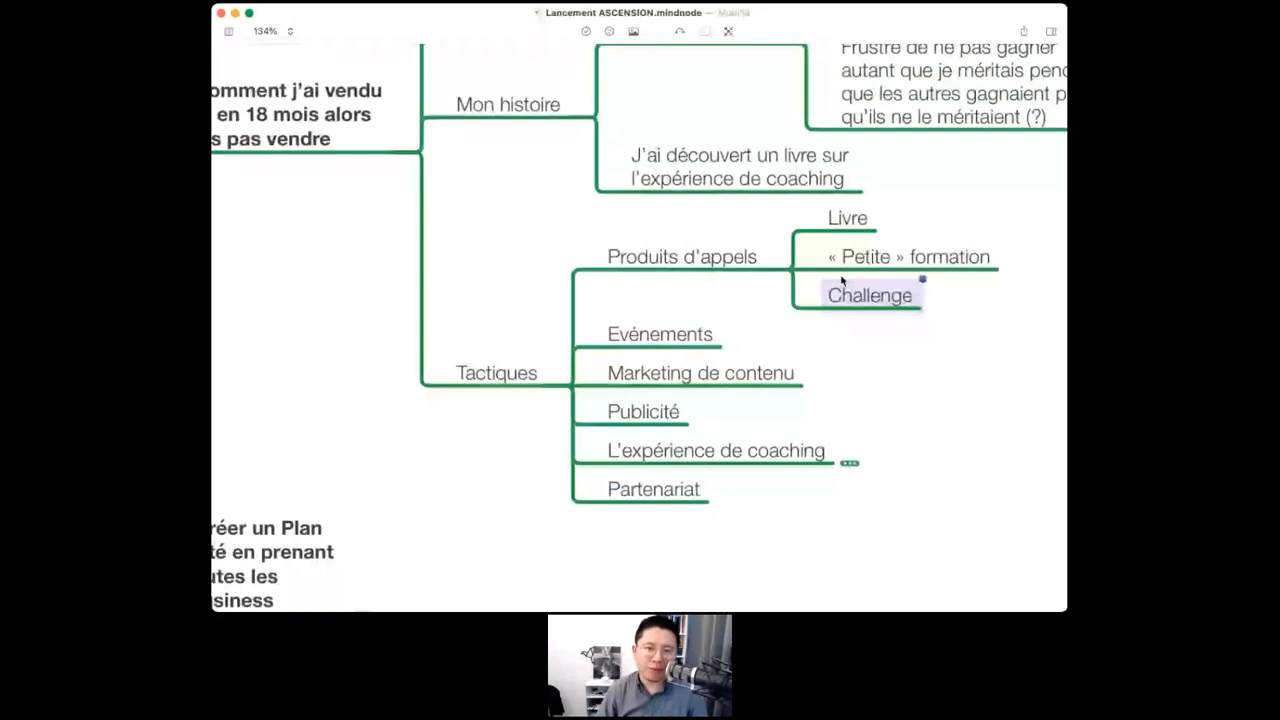 Lancement ASCENSION.mindnode —
134%
Frustré de ne pas gagner
autant que je méritais pend
que les autres gagnaient p
qu'ils ne le méritaient (?)
omment j'ai vendu
en 18 mois alors
s pas vendre
Mon histoire
J'ai découvert un livre sur
l'expérience de coaching
Livre
Produits d'appels
« Petite » formation
Challenge
Evénements
Tactiques
Marketing de contenu
Publicité
L'expérience de coaching
Partenariat
réer un Plan
té en prenant
utes les
usiness